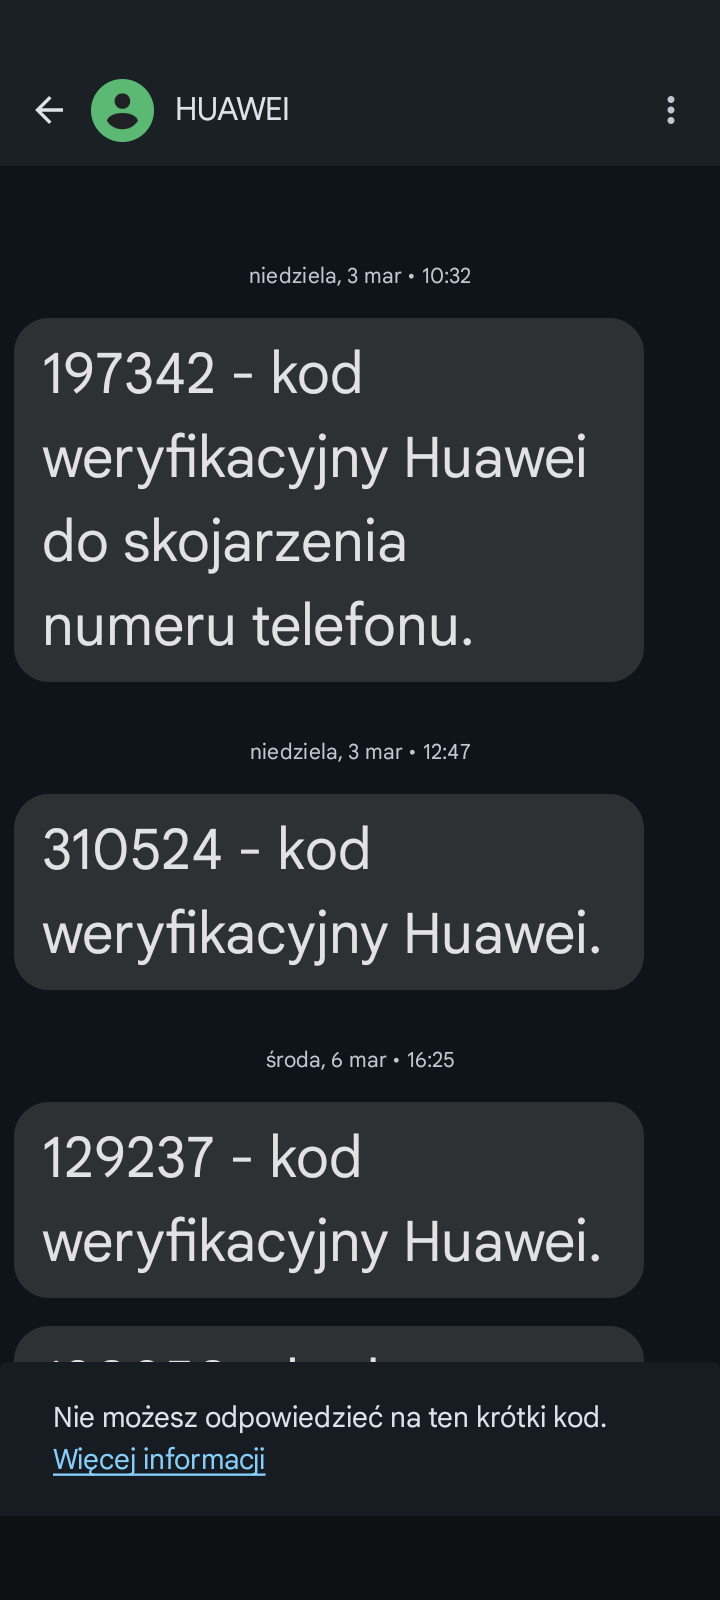 HUAWEI
niedziela, 3 mar • 10:32
197342 - kod
weryfikacyjny Huawei
do skojarzenia
numeru telefonu.
niedziela, 3 mar • 12:47
310524 - kod
weryfikacyjny Huawei.
środa, 6 mar • 16:25
129237 - kod
weryfikacyjny Huawei.
Nie możesz odpowiedzieć na ten krótki kod.
Więcej informacji